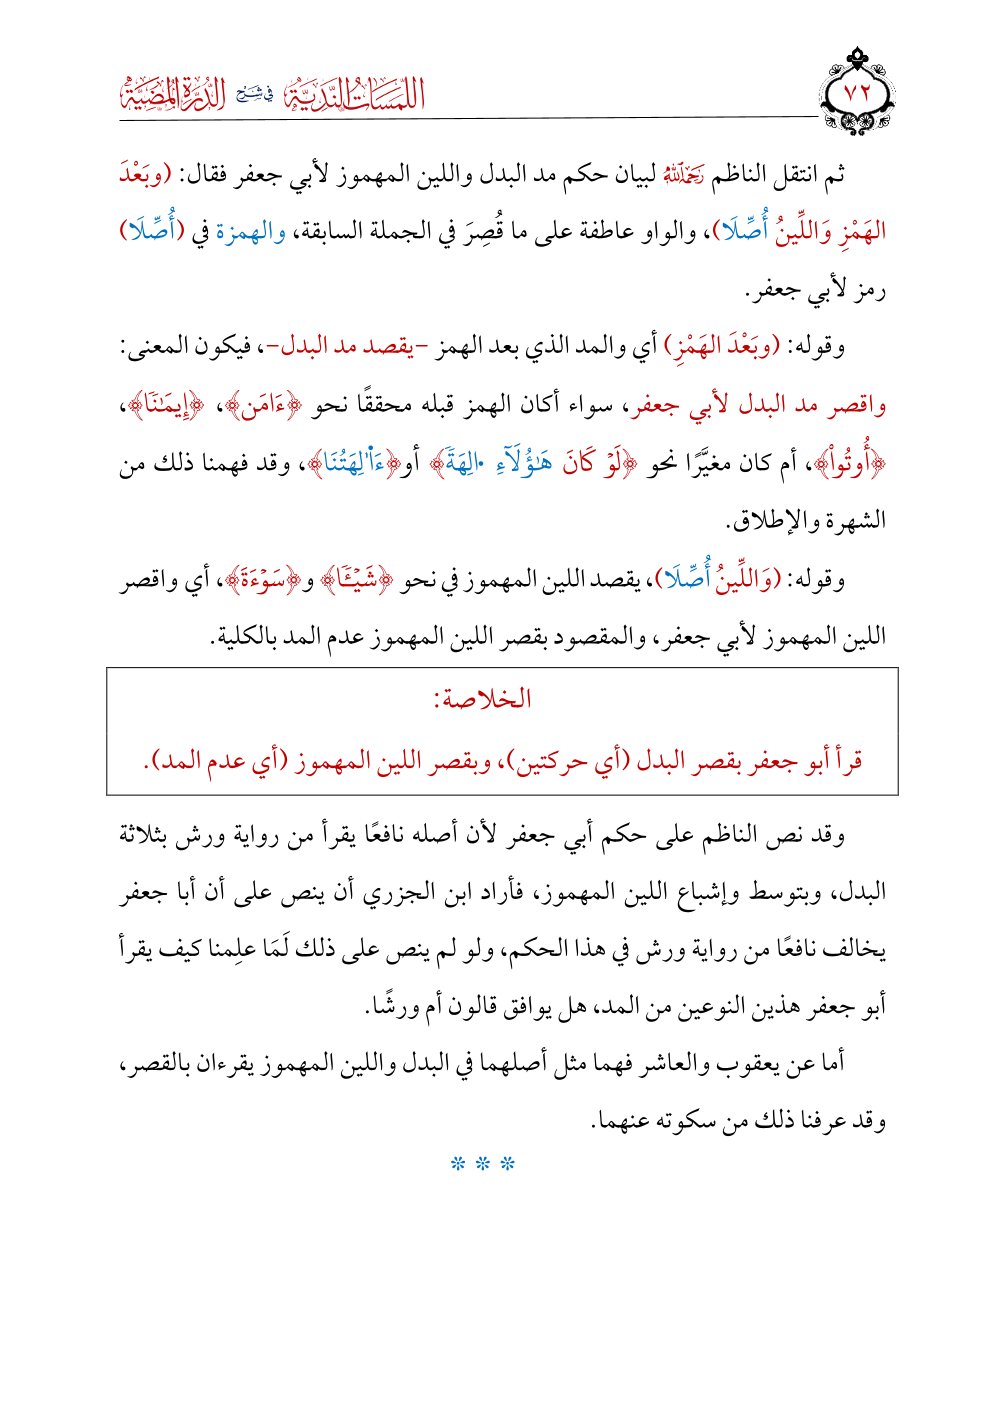 ٧٢
اللمسات الندية في شرح الدرة المضية
ثم انتقل الناظم رَحِمَهُ اللَّهُ لبيان حكم مد البدل واللين المهموز لأبي جعفر فقال: (وبَعْدَ
الهَمْزِ وَاللِّينُ أُصِّلَا)، والواو عاطفة على ما قُصِرَ في الجملة السابقة، والهمزة في (أُصِّلَا)
رمز لأبي جعفر.
وقوله: (وبَعْدَ الهَمْزِ) أي والمد الذي بعد الهمز –يقصد مد البدل–، فيكون المعنى:
واقصر مد البدل لأبي جعفر، سواء أكان الهمز قبله محققًا نحو ﴿ءَامَن﴾، ﴿إِيمَٰنٗا﴾،
﴿أُوتُواْ﴾، أم كان مغيَّرًا نحو ﴿لَوۡ كَانَ هَٰٓؤُلَآءِ ءَالِهَةٗ﴾ أو﴿ءَاٰ۬لِهَتُنَا﴾، وقد فهمنا ذلك من
الشهرة والإطلاق.
وقوله: (وَاللِّينُ أُصِّلَا)، يقصد اللين المهموز في نحو ﴿شَيۡـٔٗا﴾ و﴿سَوۡءَةَ﴾، أي واقصر
اللين المهموز لأبي جعفر، والمقصود بقصر اللين المهموز عدم المد بالكلية.
الخلاصة:
قرأ أبو جعفر بقصر البدل (أي حركتين)، وبقصر اللين المهموز (أي عدم المد).
وقد نص الناظم على حكم أبي جعفر لأن أصله نافعًا يقرأ من رواية ورش بثلاثة
البدل، وبتوسط وإشباع اللين المهموز، فأراد ابن الجزري أن ينص على أن أبا جعفر
يخالف نافعًا من رواية ورش في هذا الحكم، ولو لم ينص على ذلك لَمَا علِمنا كيف يقرأ
أبو جعفر هذين النوعين من المد، هل يوافق قالون أم ورشًا.
أما عن يعقوب والعاشر فهما مثل أصلهما في البدل واللين المهموز يقرءان بالقصر،
وقد عرفنا ذلك من سكوته عنهما.
* * *